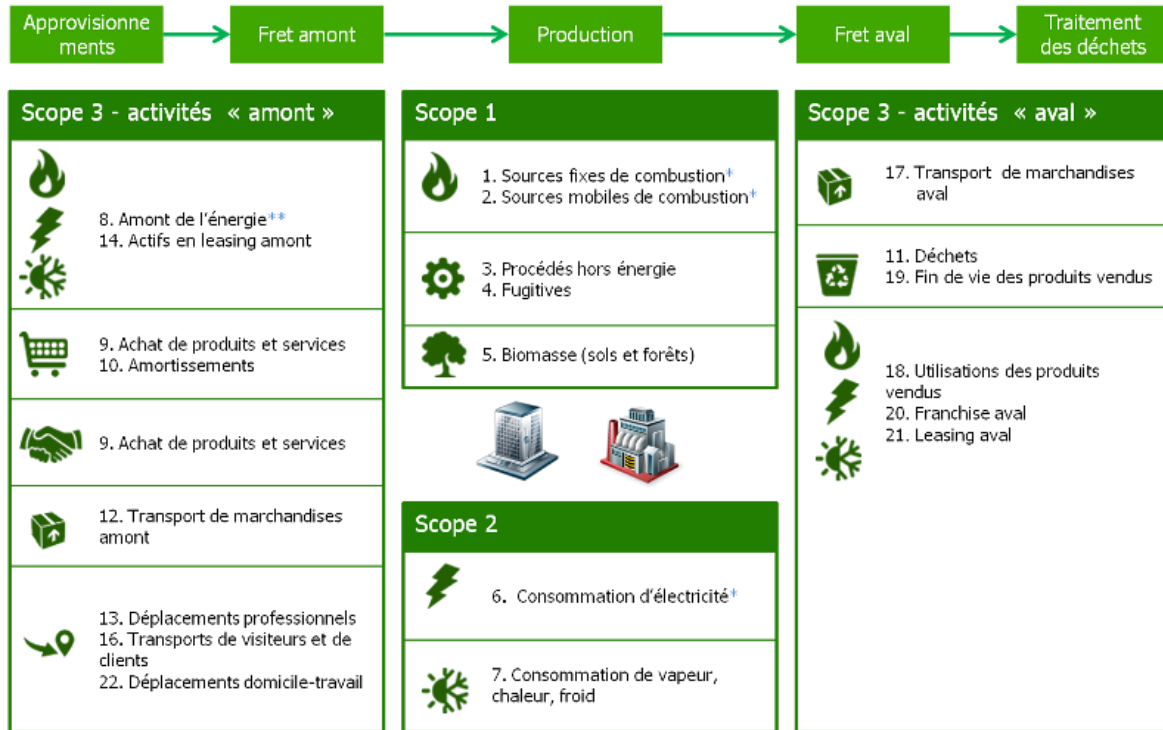 Approvisionne
ments
Fret amont
Production
Fret aval
Traitement
des déchets
Scope 3 - activités « amont »
8. Amont de l'énergie**
14. Actifs en leasing amont
9. Achat de produits et services
10. Amortissements
9. Achat de produits et services
12. Transport de marchandises
amont
13. Déplacements professionnels
16. Transports de visiteurs et de
clients
22. Déplacements domicile-travail
Scope 1
1. Sources fixes de combustion*
2. Sources mobiles de combustion*
3. Procédés hors énergie
4. Fugitives
5. Biomasse (sols et forêts)
Scope 2
6. Consommation d'électricité*
7. Consommation de vapeur,
chaleur, froid
Scope 3 - activités « aval »
17. Transport de marchandises
aval
11. Déchets
19. Fin de vie des produits vendus
18. Utilisations des produits
vendus
20. Franchise aval
21. Leasing aval